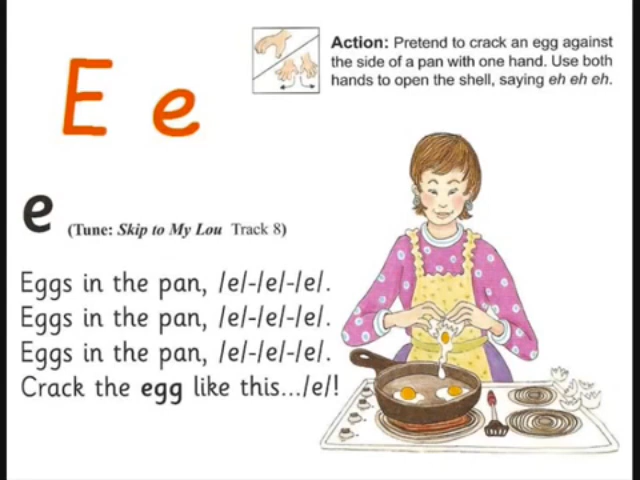 E e
Action: Pretend to crack an egg against
the side of a pan with one hand. Use both
hands to open the shell, saying eh eh eh.
e
(Tune: Skip to My Lou Track 8)
Eggs in the pan, /e/-/e/-/e/.
Eggs in the pan, /e/-/e/-/e/.
Eggs in the pan, /e/-/e/-/e/.
Crack the egg like this.../e/!